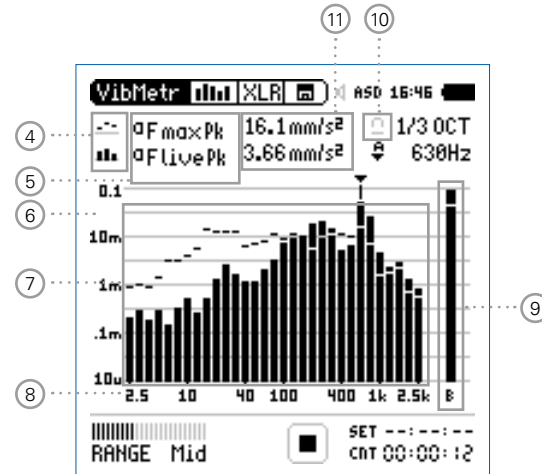 11 10
VibMetr XLR ASD 16:46
4 aFmaxPk 16.1mm/s² 1/3 OCT
aFlivePk 3.66mm/s² 630Hz
5
0.1
6
10m
7
1m
9
.1m
10u
8 2.5 10 40 100 400 1k 2.5k B
SET --:--:--
RANGE Mid CNT 00:00:12